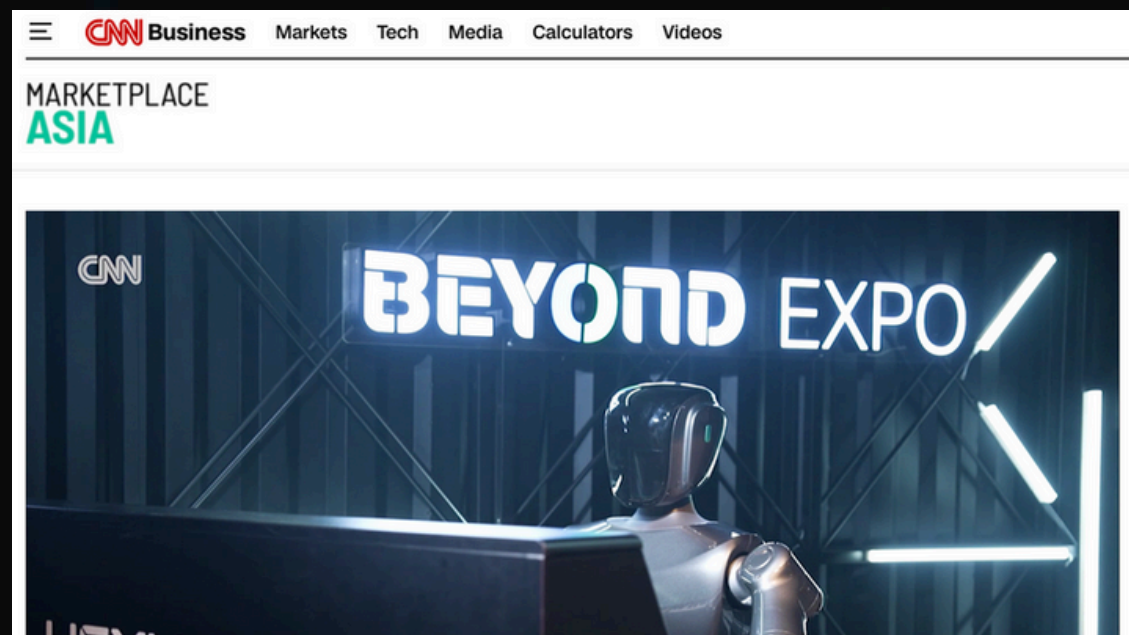 CNN Business Markets Tech Media Calculators Videos
MARKETPLACE
ASIA
CNN
BEYOND EXPO